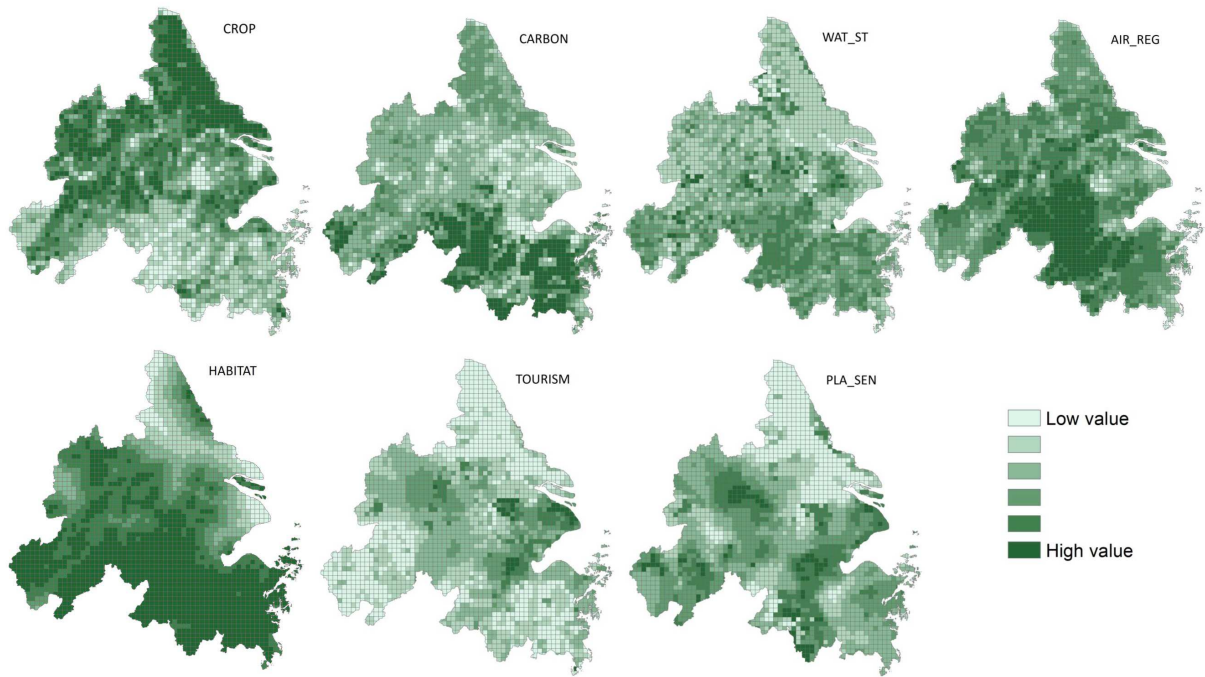 CROP
CARBON
WAT_ST
AIR_REG
HABITAT
TOURISM
PLA_SEN
Low value
High value